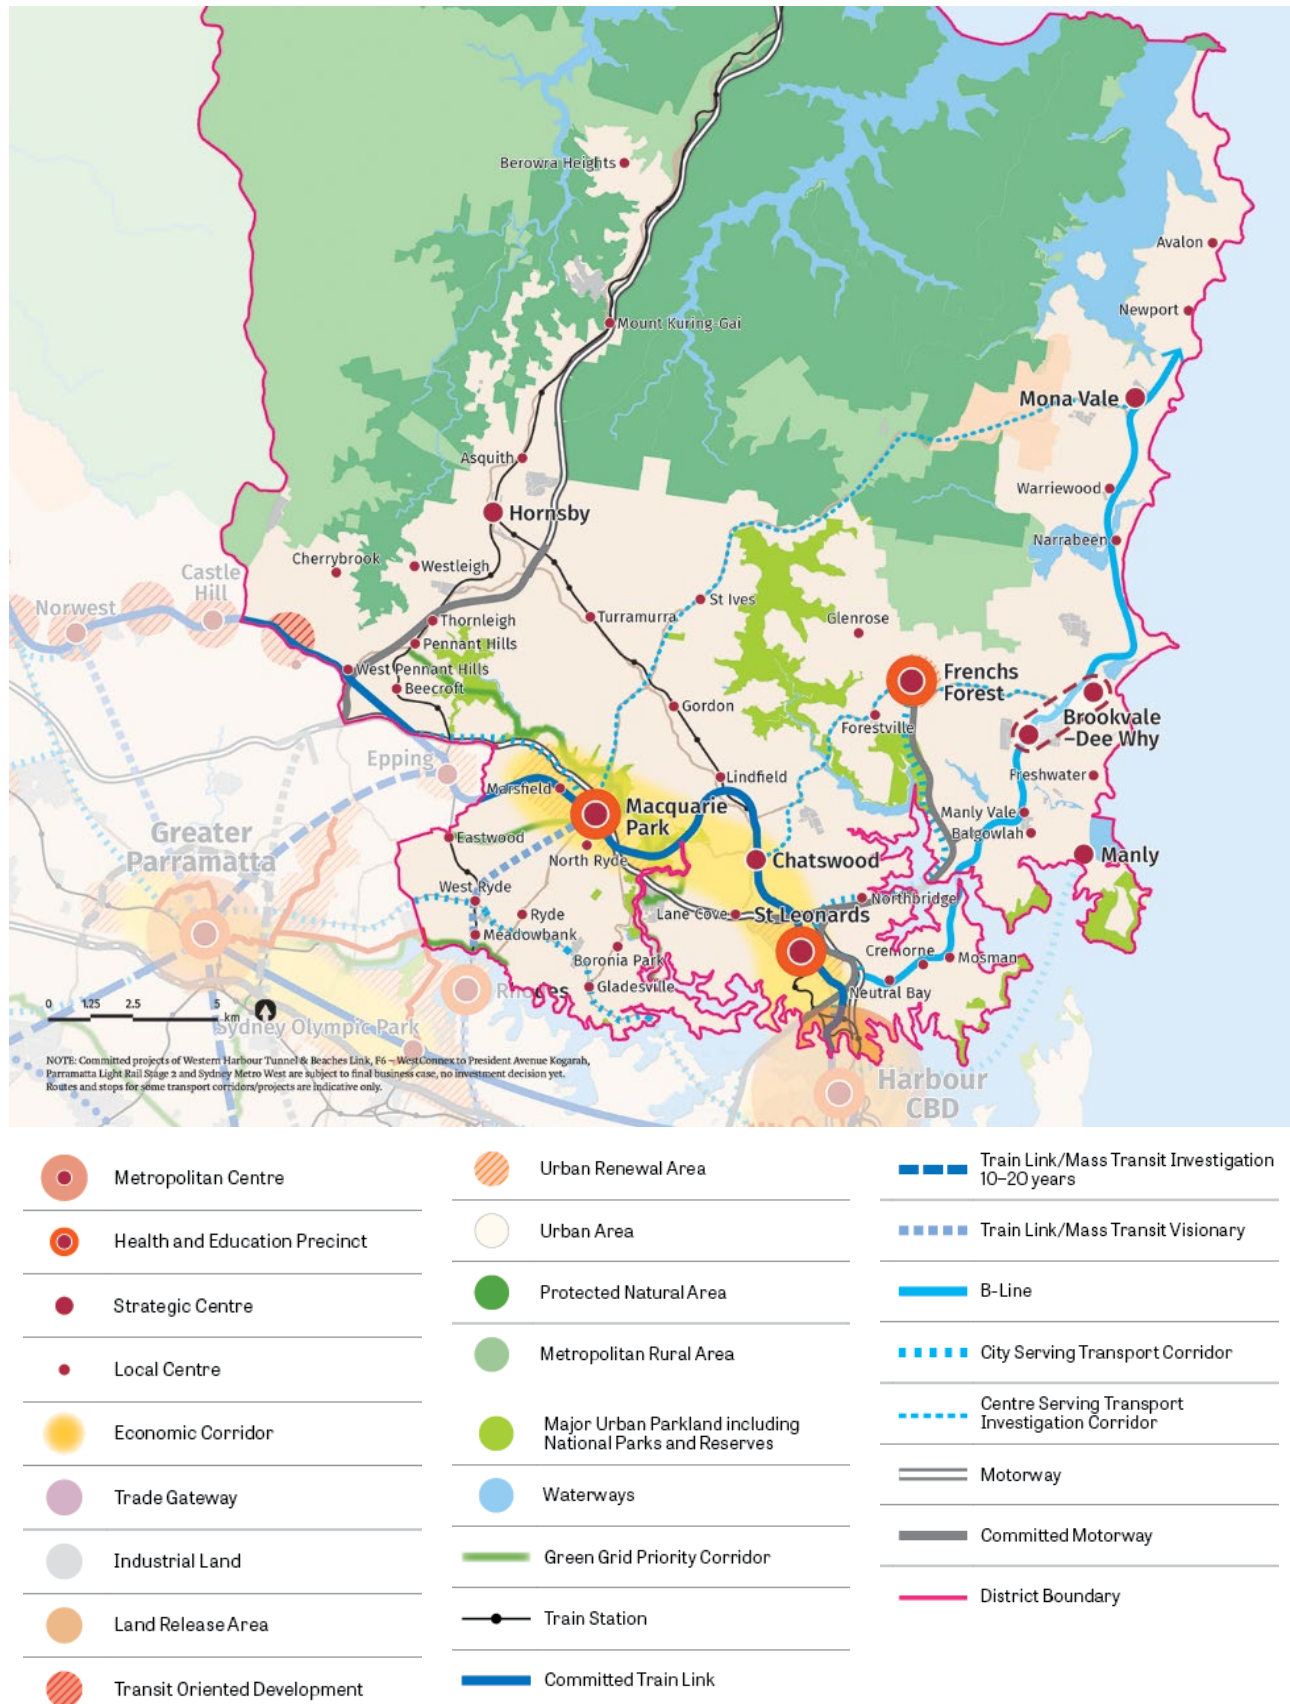 Berowra Heights
Avalon
Newport
Mount Kuring-Gai
Mona Vale
Asquith
Warriewood
Hornsby
Narrabeen
Cherrybrook
Westleigh
Castle
Hill
Norwest
St Ives
Thornleigh
Turramurra
Glenrose
Pennant Hills
West Pennant Hills
Frenchs
Forest
Beecroft
Gordon
Forestville
Brookvale
–Dee Why
Epping
Lindfield
Freshwater
Marsfield
Macquarie
Park
Manly Vale
Greater
Parramatta
Eastwood
Balgowlah
North Ryde
Chatswood
Manly
West Ryde
Northbridge
Ryde
Lane Cove
St Leonards
Meadowbank
Boronia Park
Cremorne
Mosman
Gladesville
Neutral Bay
Rhodes
0 1.25 2.5 5
km
Sydney Olympic Park
NOTE: Committed projects of Western Harbour Tunnel & Beaches Link, F6 – WestConnex to President Avenue Kogarah,
Parramatta Light Rail Stage 2 and Sydney Metro West are subject to final business case, no investment decision yet.
Routes and stops for some transport corridors/projects are indicative only.
Harbour
CBD
Metropolitan Centre
Health and Education Precinct
Strategic Centre
Local Centre
Economic Corridor
Trade Gateway
Industrial Land
Land Release Area
Transit Oriented Development
Urban Renewal Area
Urban Area
Protected Natural Area
Metropolitan Rural Area
Major Urban Parkland including
National Parks and Reserves
Waterways
Green Grid Priority Corridor
Train Station
Committed Train Link
Train Link/Mass Transit Investigation
10–20 years
Train Link/Mass Transit Visionary
B-Line
City Serving Transport Corridor
Centre Serving Transport
Investigation Corridor
Motorway
Committed Motorway
District Boundary